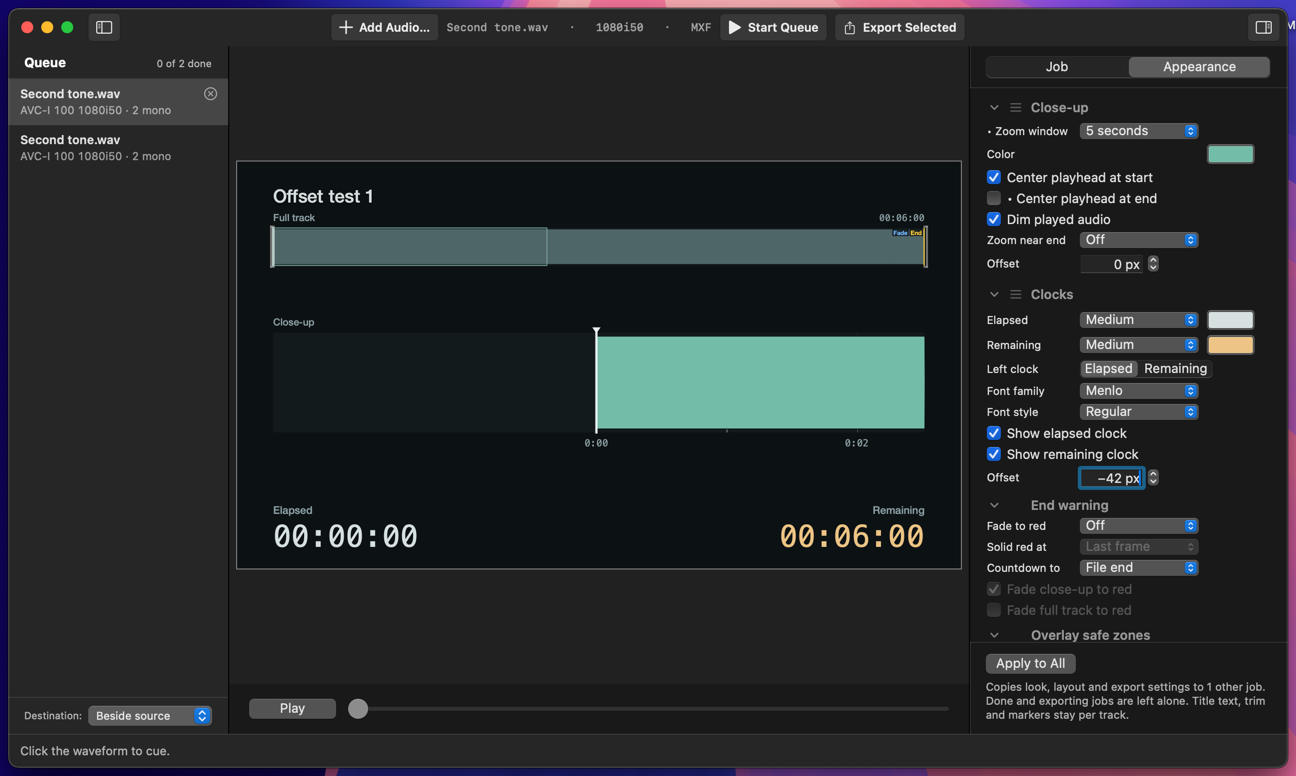 Add Audio...
Second tone.wav · 1080i50 · MXF
Start Queue
Export Selected
Queue
0 of 2 done
Second tone.wav
AVC-I 100 1080i50 · 2 mono
Second tone.wav
AVC-I 100 1080i50 · 2 mono
Destination: Beside source
Click the waveform to cue.
Offset test 1
Full track
00:06:00
Fade End
Close-up
0:00
0:02
Elapsed
00:00:00
Remaining
00:06:00
Play
Job
Appearance
Close-up
• Zoom window 5 seconds
Color
Center playhead at start
• Center playhead at end
Dim played audio
Zoom near end Off
Offset 0 px
Clocks
Elapsed Medium
Remaining Medium
Left clock Elapsed Remaining
Font family Menlo
Font style Regular
Show elapsed clock
Show remaining clock
Offset −42 px
End warning
Fade to red Off
Solid red at Last frame
Countdown to File end
Fade close-up to red
Fade full track to red
Overlay safe zones
Apply to All
Copies look, layout and export settings to 1 other job.
Done and exporting jobs are left alone. Title text, trim
and markers stay per track.